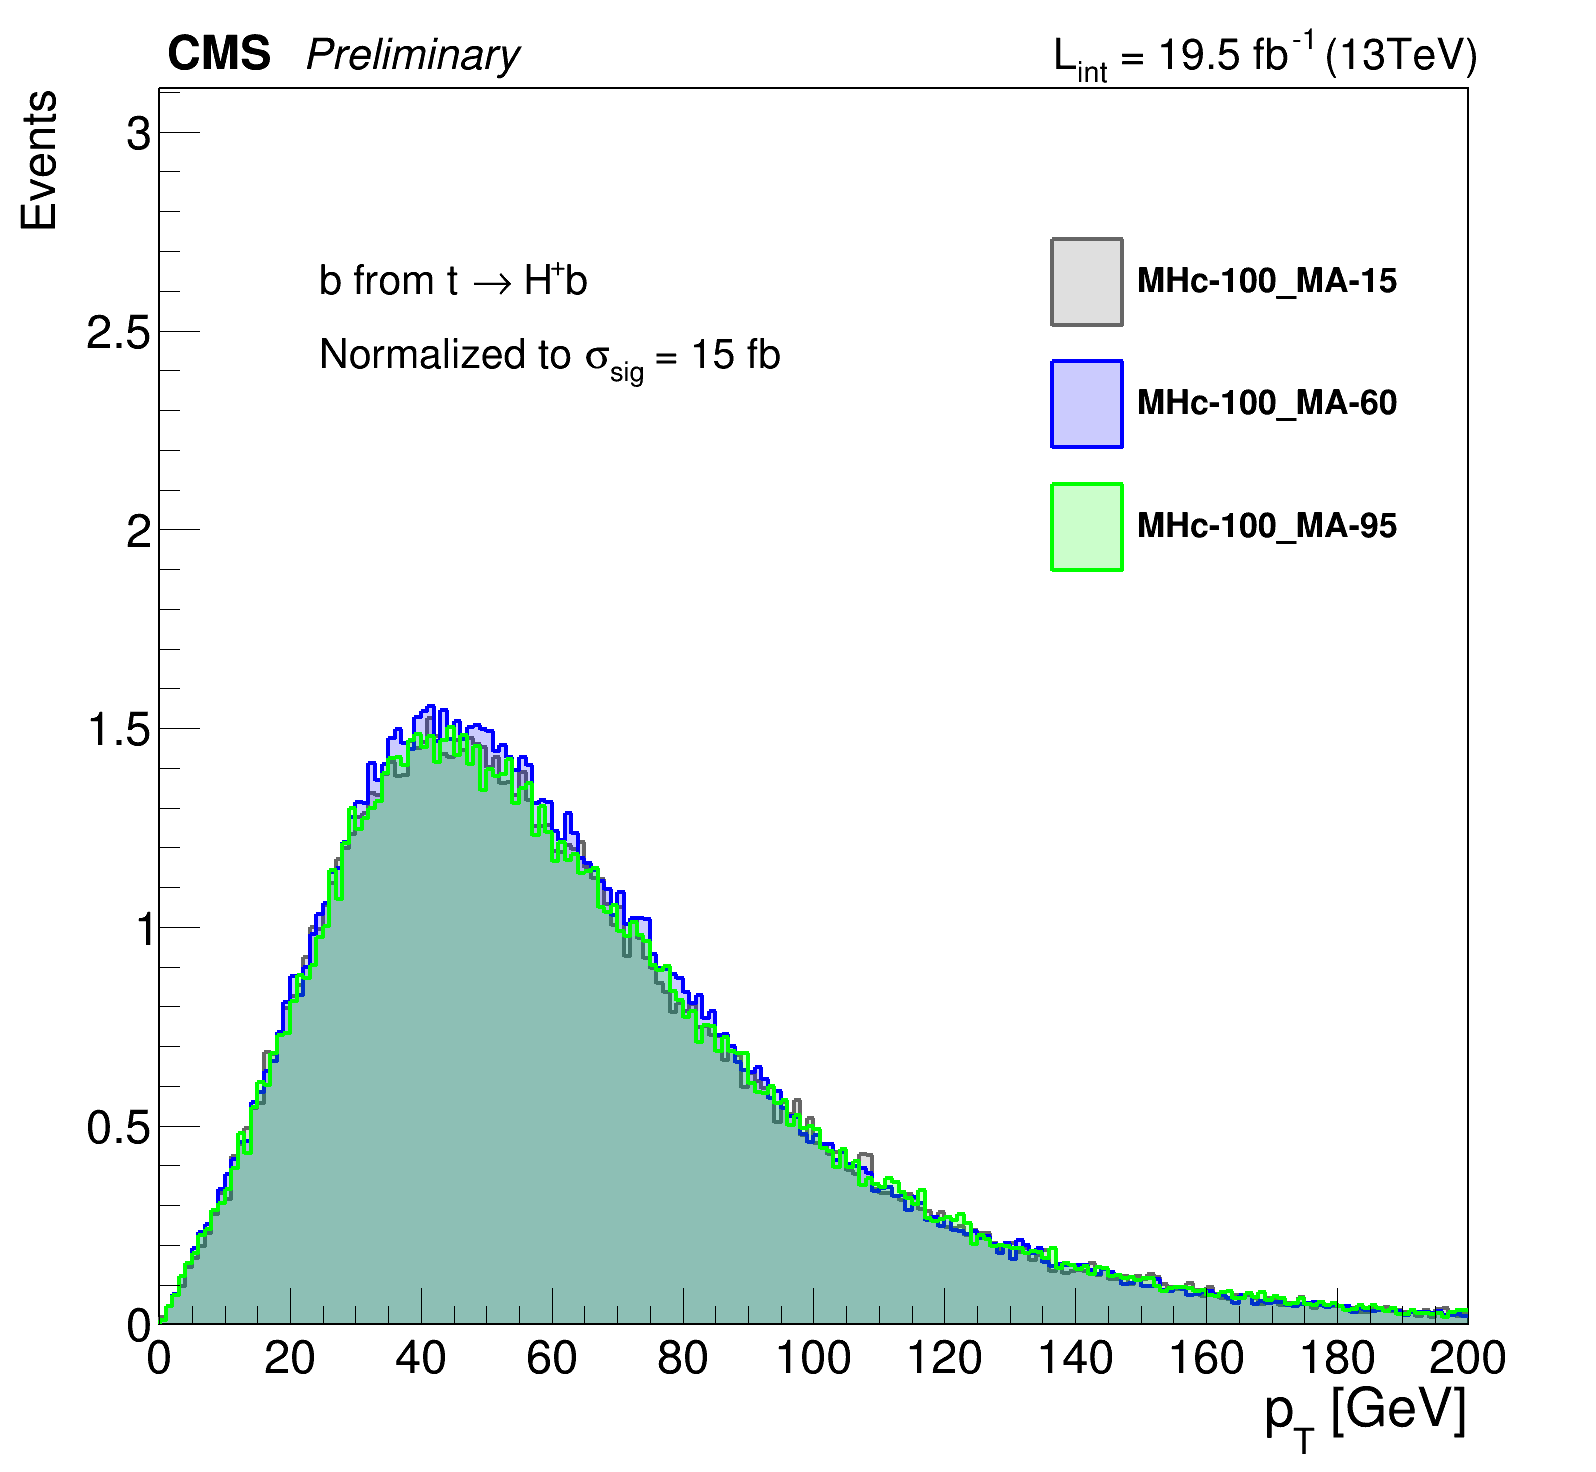 CMS Preliminary
L_int = 19.5 fb^-1 (13TeV)
Events
3
2.5
2
1.5
1
0.5
0
b from t → H⁺b
Normalized to σ_sig = 15 fb
MHc-100_MA-15
MHc-100_MA-60
MHc-100_MA-95
0 20 40 60 80 100 120 140 160 180 200
p_T [GeV]